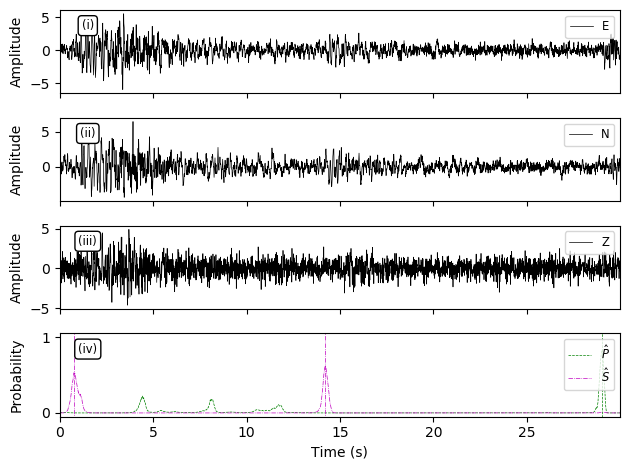 5
0
−5
Amplitude
(i)
E
5
0
Amplitude
(ii)
N
5
0
−5
Amplitude
(iii)
Z
1
0
Probability
(iv)
P̂
Ŝ
0
5
10
15
20
25
Time (s)